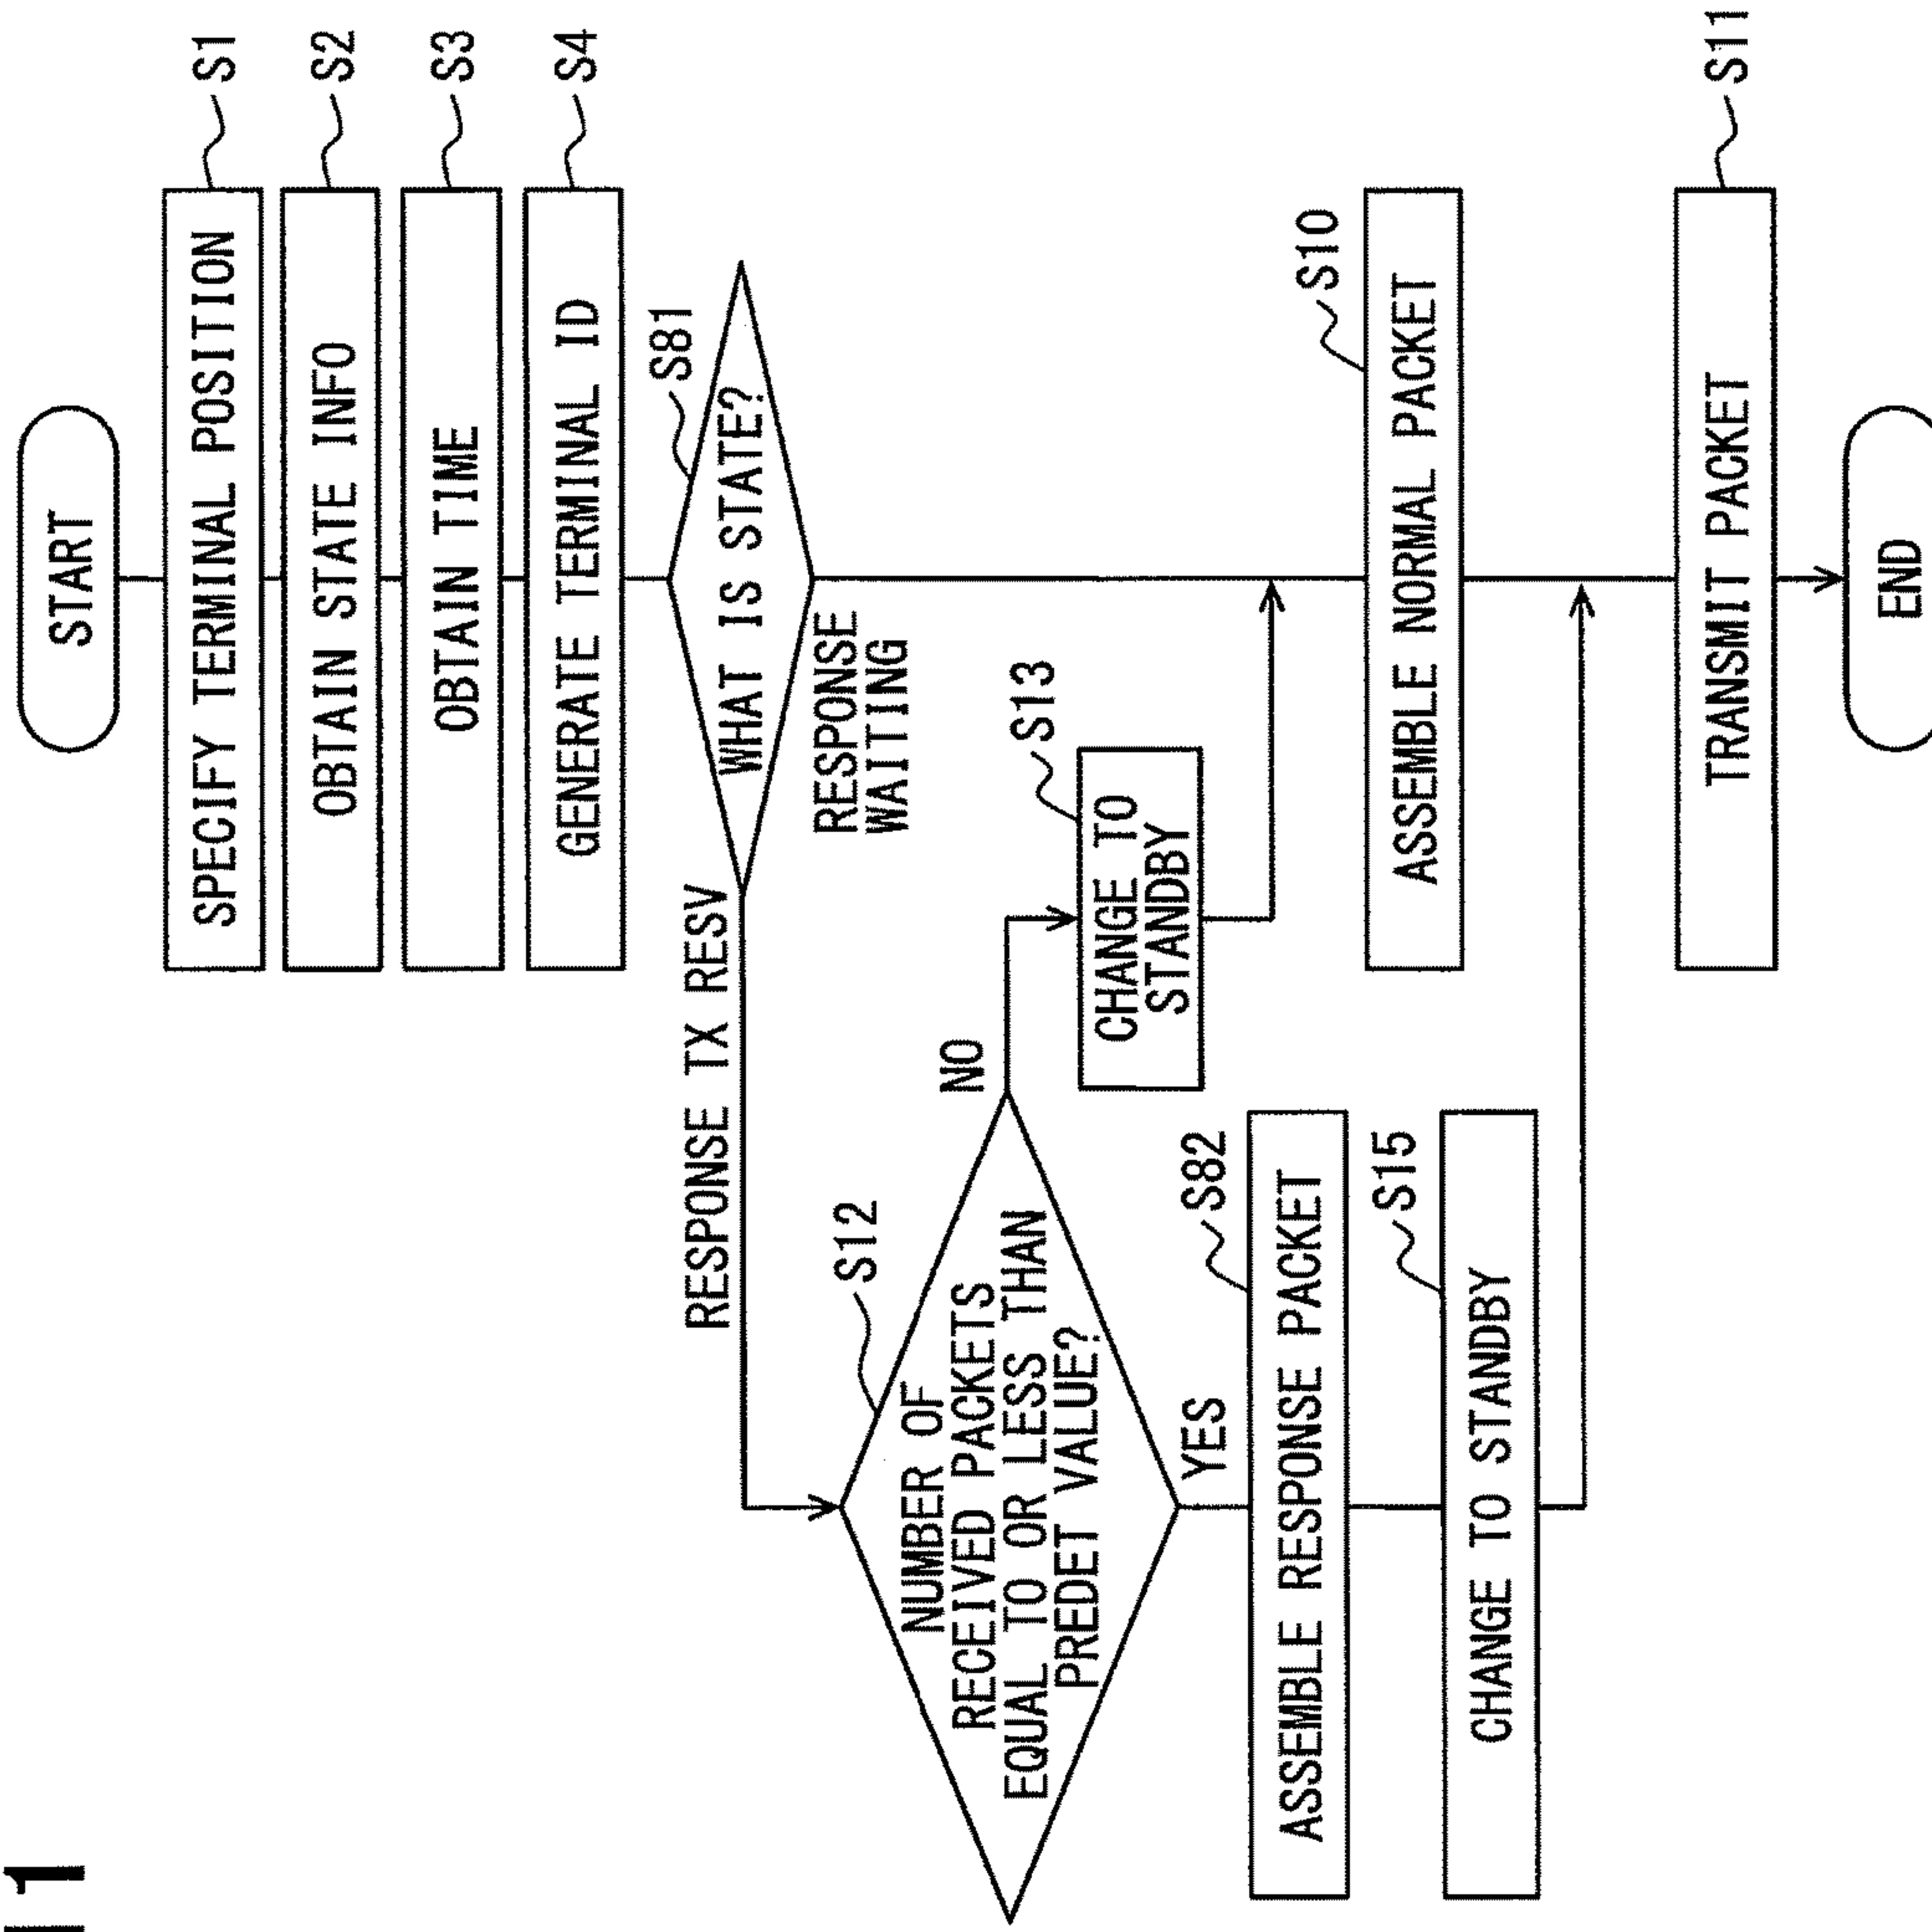 START
SPECIFY TERMINAL POSITION
S1
OBTAIN STATE INFO
S2
OBTAIN TIME
S3
GENERATE TERMINAL ID
S4
WHAT IS STATE?
S81
RESPONSE TX RESV
RESPONSE
WAITING
NUMBER OF
RECEIVED PACKETS
EQUAL TO OR LESS THAN
PREDET VALUE?
S12
NO
CHANGE TO
STANDBY
S13
YES
ASSEMBLE RESPONSE PACKET
S82
ASSEMBLE NORMAL PACKET
S10
CHANGE TO STANDBY
S15
TRANSMIT PACKET
S11
END